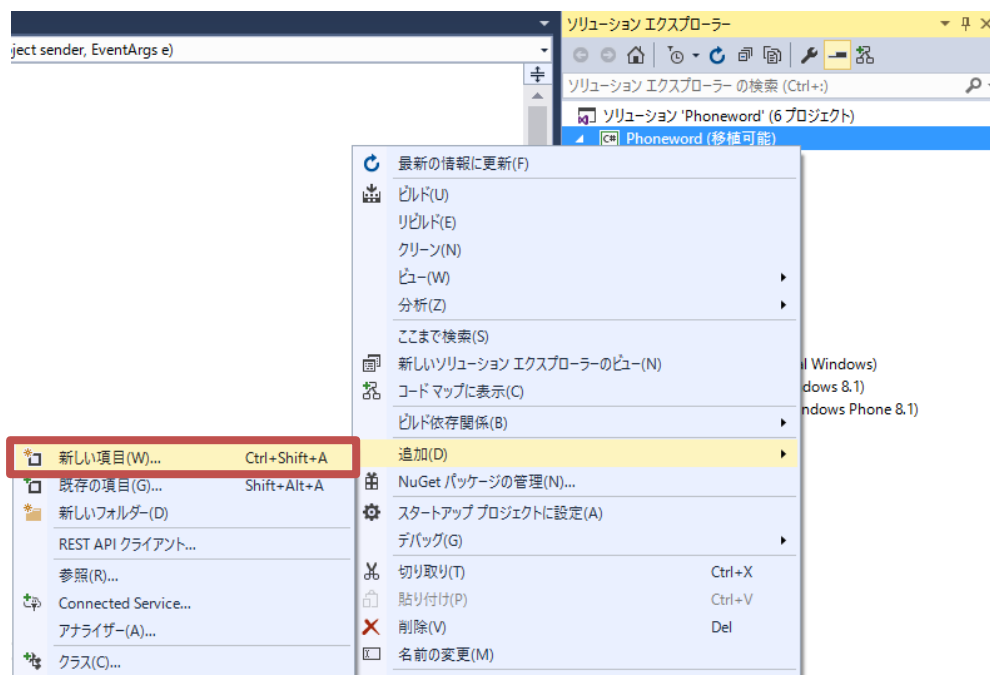 ject sender, EventArgs e)
ソリューション エクスプローラー
ソリューション エクスプローラー の検索 (Ctrl+:)
ソリューション 'Phoneword' (6 プロジェクト)
C# Phoneword (移植可能)
最新の情報に更新(F)
ビルド(U)
リビルド(E)
クリーン(N)
ビュー(W)
分析(Z)
ここまで検索(S)
新しいソリューション エクスプローラーのビュー(N)
コード マップに表示(C)
ビルド依存関係(B)
追加(D)
NuGet パッケージの管理(N)...
スタートアップ プロジェクトに設定(A)
デバッグ(G)
切り取り(T) Ctrl+X
貼り付け(P) Ctrl+V
削除(V) Del
名前の変更(M)
al Windows)
dows 8.1)
ndows Phone 8.1)
新しい項目(W)... Ctrl+Shift+A
既存の項目(G)... Shift+Alt+A
新しいフォルダー(D)
REST API クライアント...
参照(R)...
Connected Service...
アナライザー(A)...
クラス(C)...